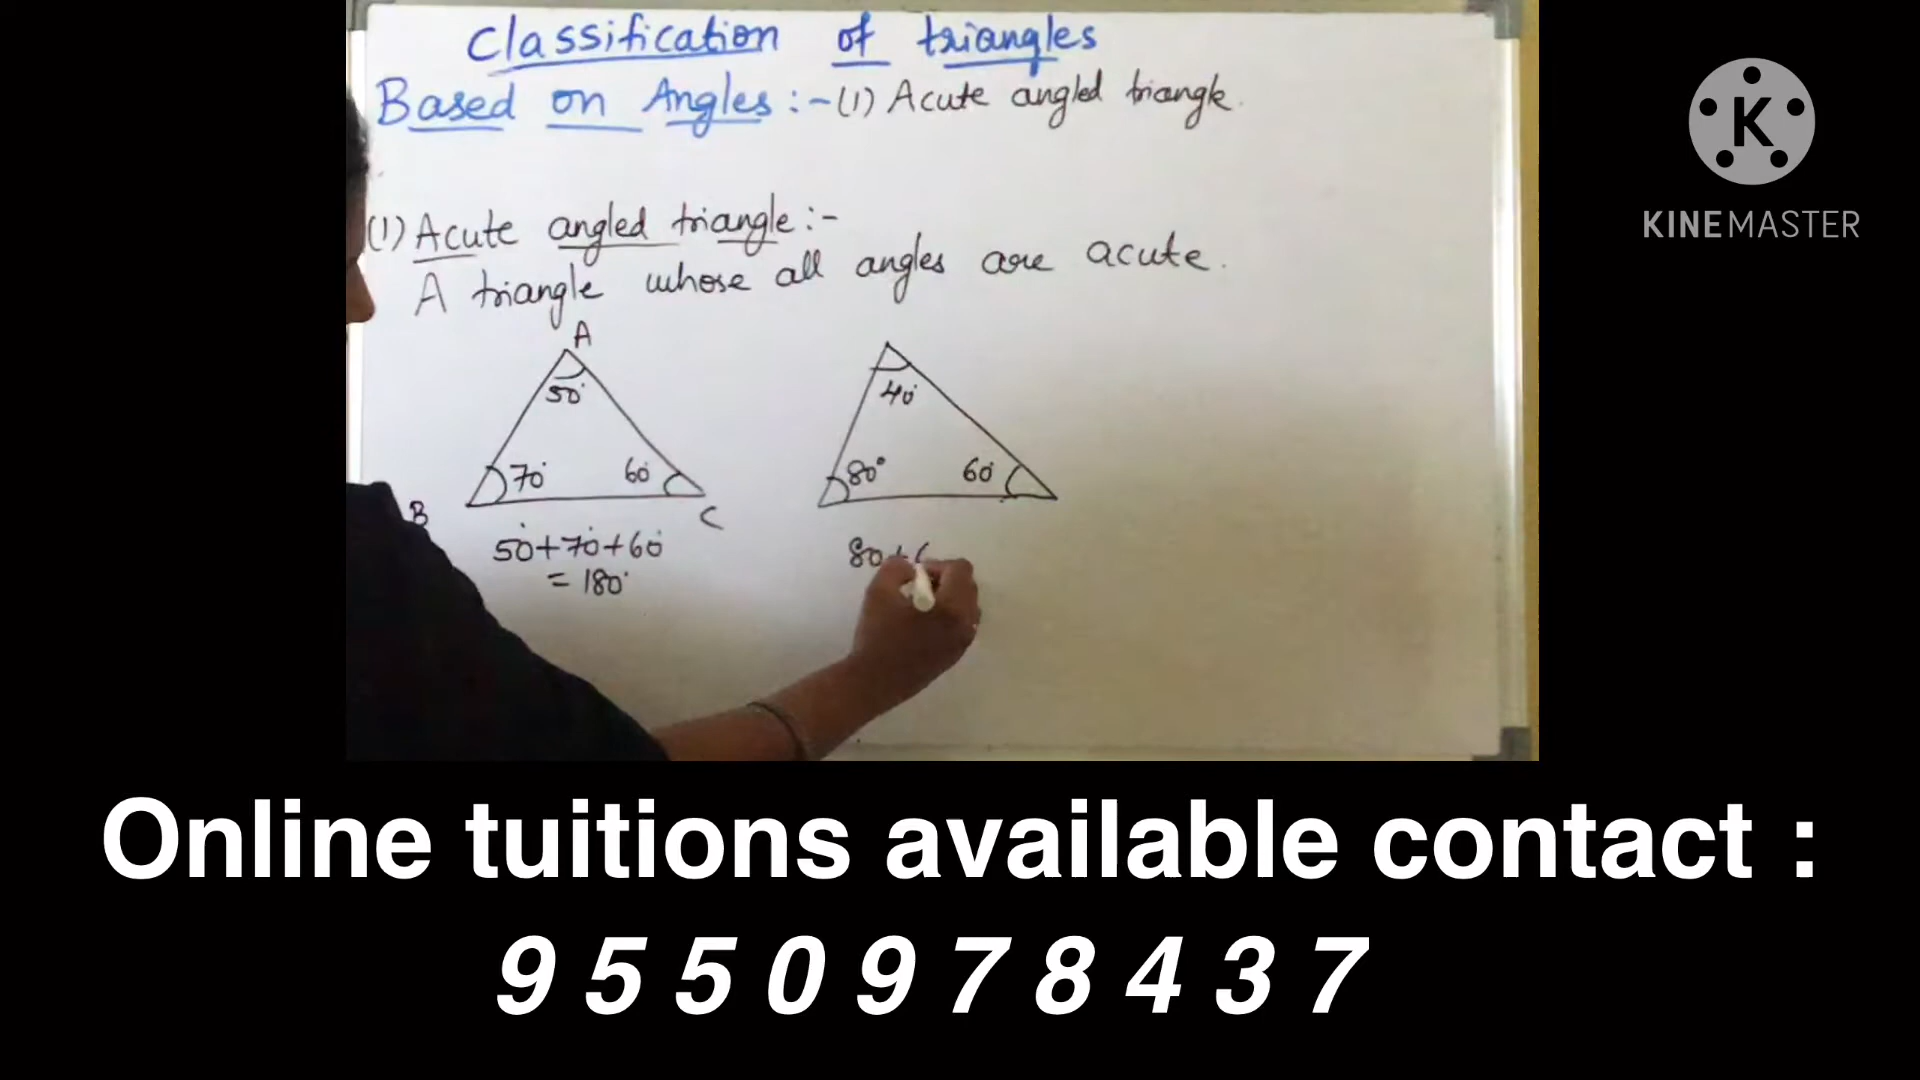 Classification of triangles
Based on Angles :- (1) Acute angled triangle.
(1) Acute angled triangle :-
A triangle whose all angles are acute.
A
50°
70° 60°
B
C
50°+70°+60°
= 180°
40°
80° 60°
80+6
K
KINEMASTER
Online tuitions available contact :
9 5 5 0 9 7 8 4 3 7